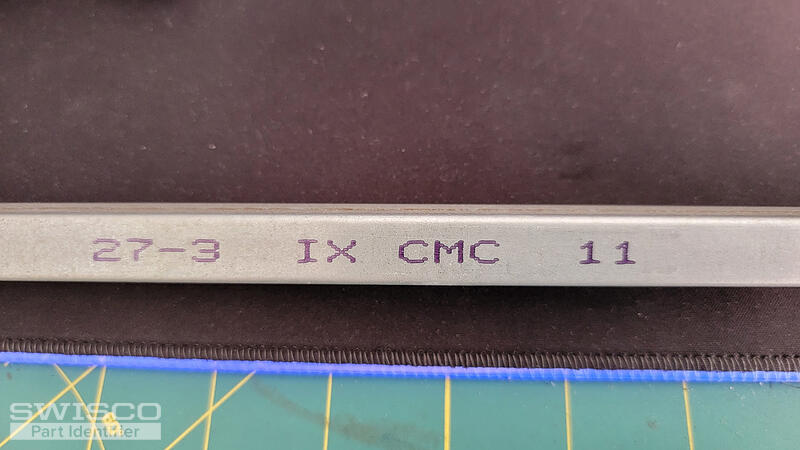 27-3 IX CMC 11
SWISCO
Part Identifier